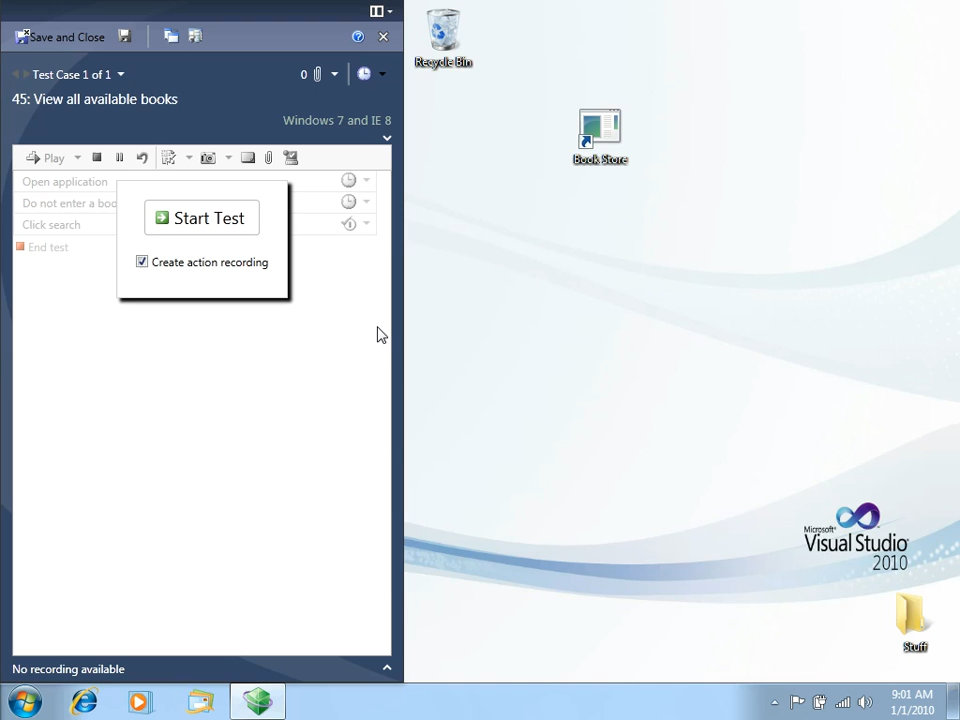 Save and Close
Test Case 1 of 1
0
45: View all available books
Windows 7 and IE 8
Play
Open application
Do not enter a boo
Click search
End test
Start Test
Create action recording
No recording available
Recycle Bin
Book Store
Microsoft®
Visual Studio
2010
Stuff
9:01 AM
1/1/2010